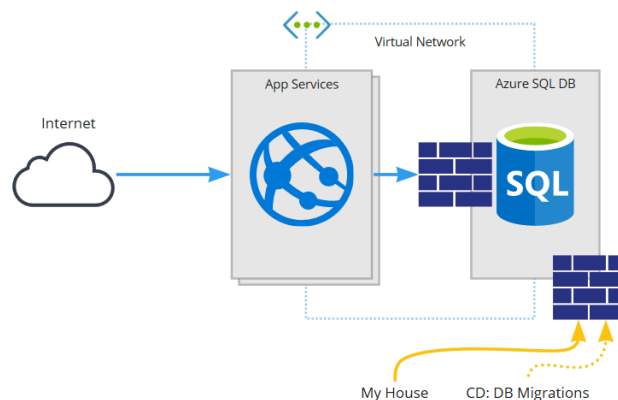 Virtual Network
App Services
Azure SQL DB
Internet
SQL
My House
CD: DB Migrations